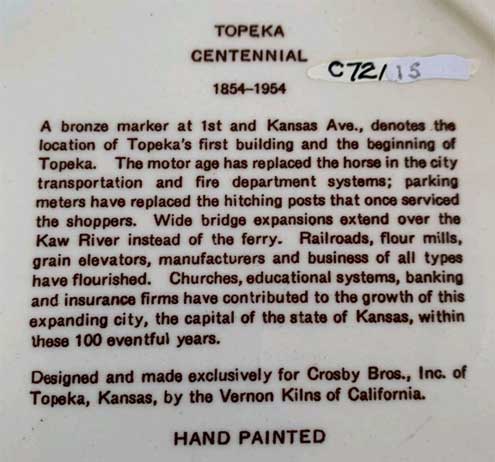 TOPEKA
CENTENNIAL
C72/15
1854–1954
A bronze marker at 1st and Kansas Ave., denotes the
location of Topeka's first building and the beginning of
Topeka. The motor age has replaced the horse in the city
transportation and fire department systems; parking
meters have replaced the hitching posts that once serviced
the shoppers. Wide bridge expansions extend over the
Kaw River instead of the ferry. Railroads, flour mills,
grain elevators, manufacturers and business of all types
have flourished. Churches, educational systems, banking
and insurance firms have contributed to the growth of this
expanding city, the capital of the state of Kansas, within
these 100 eventful years.
Designed and made exclusively for Crosby Bros., Inc. of
Topeka, Kansas, by the Vernon Kilns of California.
HAND PAINTED